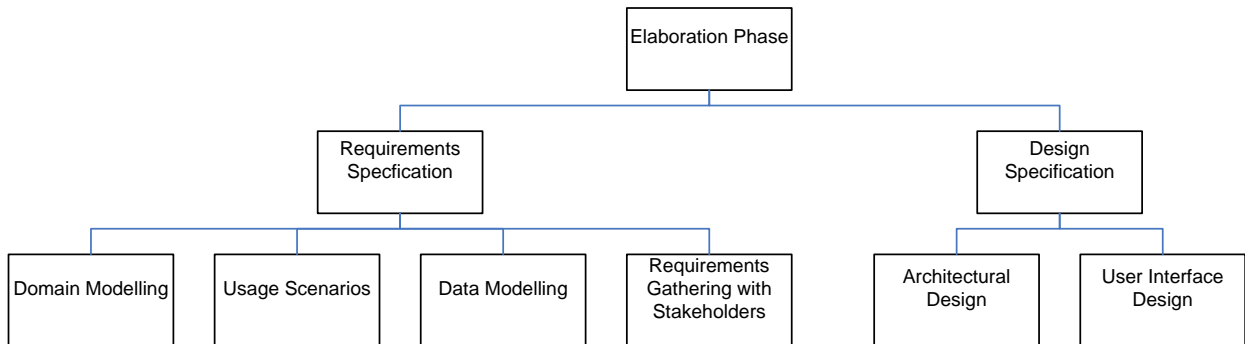 Elaboration Phase
Requirements
Specfication
Design
Specification
Domain Modelling
Usage Scenarios
Data Modelling
Requirements
Gathering with
Stakeholders
Architectural
Design
User Interface
Design